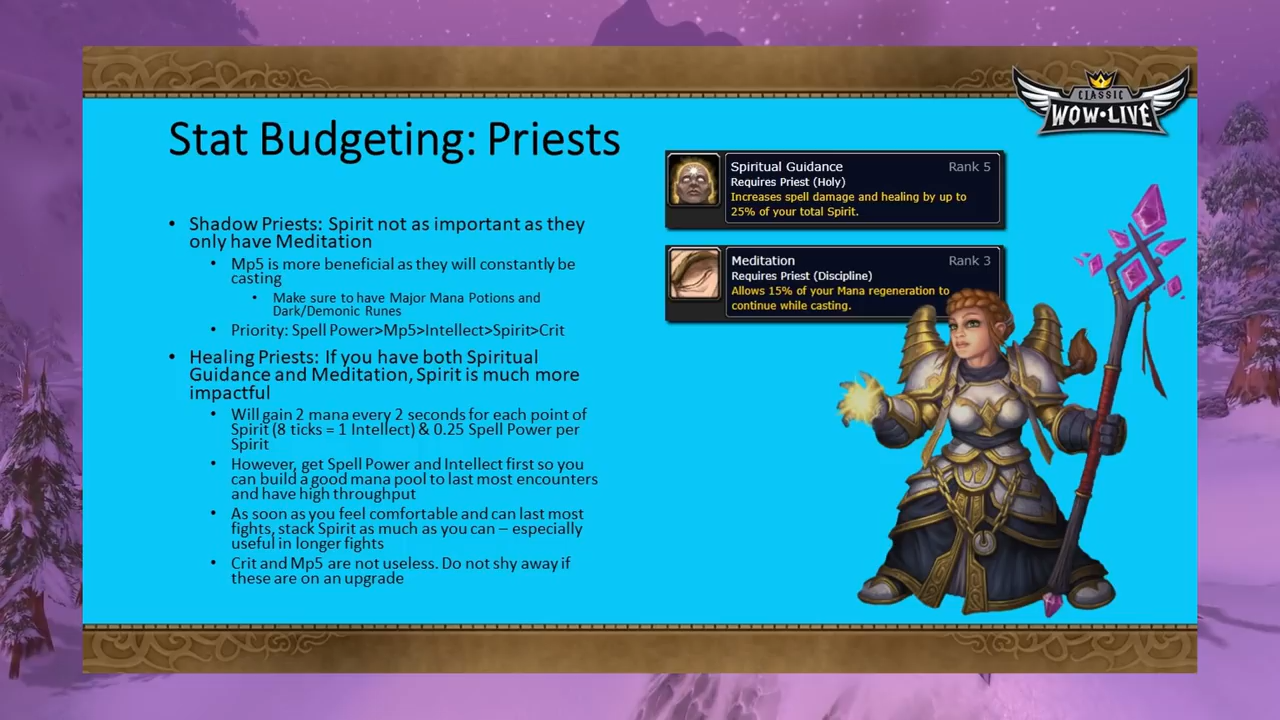 CLASSIC
WOW·LIVE
Stat Budgeting: Priests
• Shadow Priests: Spirit not as important as they
only have Meditation
• Mp5 is more beneficial as they will constantly be
casting
• Make sure to have Major Mana Potions and
Dark/Demonic Runes
• Priority: Spell Power>Mp5>Intellect>Spirit>Crit
• Healing Priests: If you have both Spiritual
Guidance and Meditation, Spirit is much more
impactful
• Will gain 2 mana every 2 seconds for each point of
Spirit (8 ticks = 1 Intellect) & 0.25 Spell Power per
Spirit
• However, get Spell Power and Intellect first so you
can build a good mana pool to last most encounters
and have high throughput
• As soon as you feel comfortable and can last most
fights, stack Spirit as much as you can – especially
useful in longer fights
• Crit and Mp5 are not useless. Do not shy away if
these are on an upgrade
Spiritual Guidance Rank 5
Requires Priest (Holy)
Increases spell damage and healing by up to
25% of your total Spirit.
Meditation Rank 3
Requires Priest (Discipline)
Allows 15% of your Mana regeneration to
continue while casting.